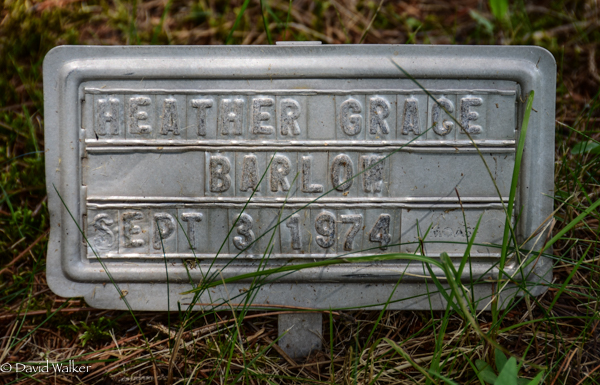 HEATHER GRACE
BARLOW
SEPT 3 1974
© David Walker